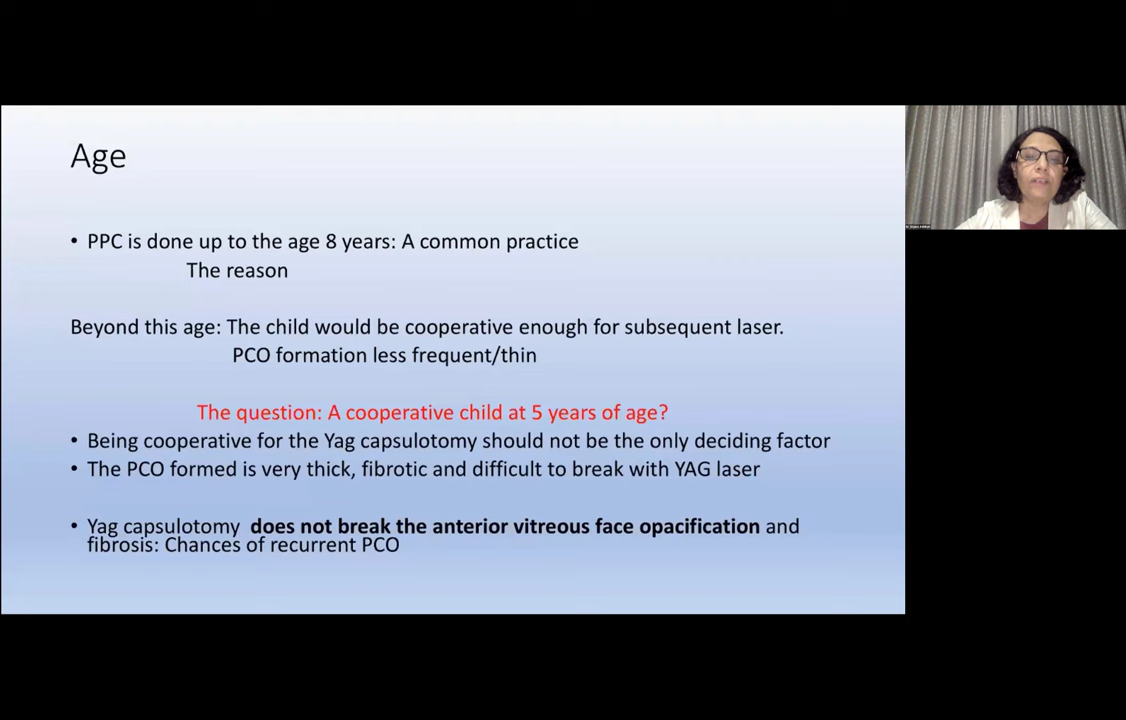 Age
• PPC is done up to the age 8 years: A common practice
The reason
Beyond this age: The child would be cooperative enough for subsequent laser.
PCO formation less frequent/thin
The question: A cooperative child at 5 years of age?
• Being cooperative for the Yag capsulotomy should not be the only deciding factor
• The PCO formed is very thick, fibrotic and difficult to break with YAG laser
• Yag capsulotomy does not break the anterior vitreous face opacification and
fibrosis: Chances of recurrent PCO